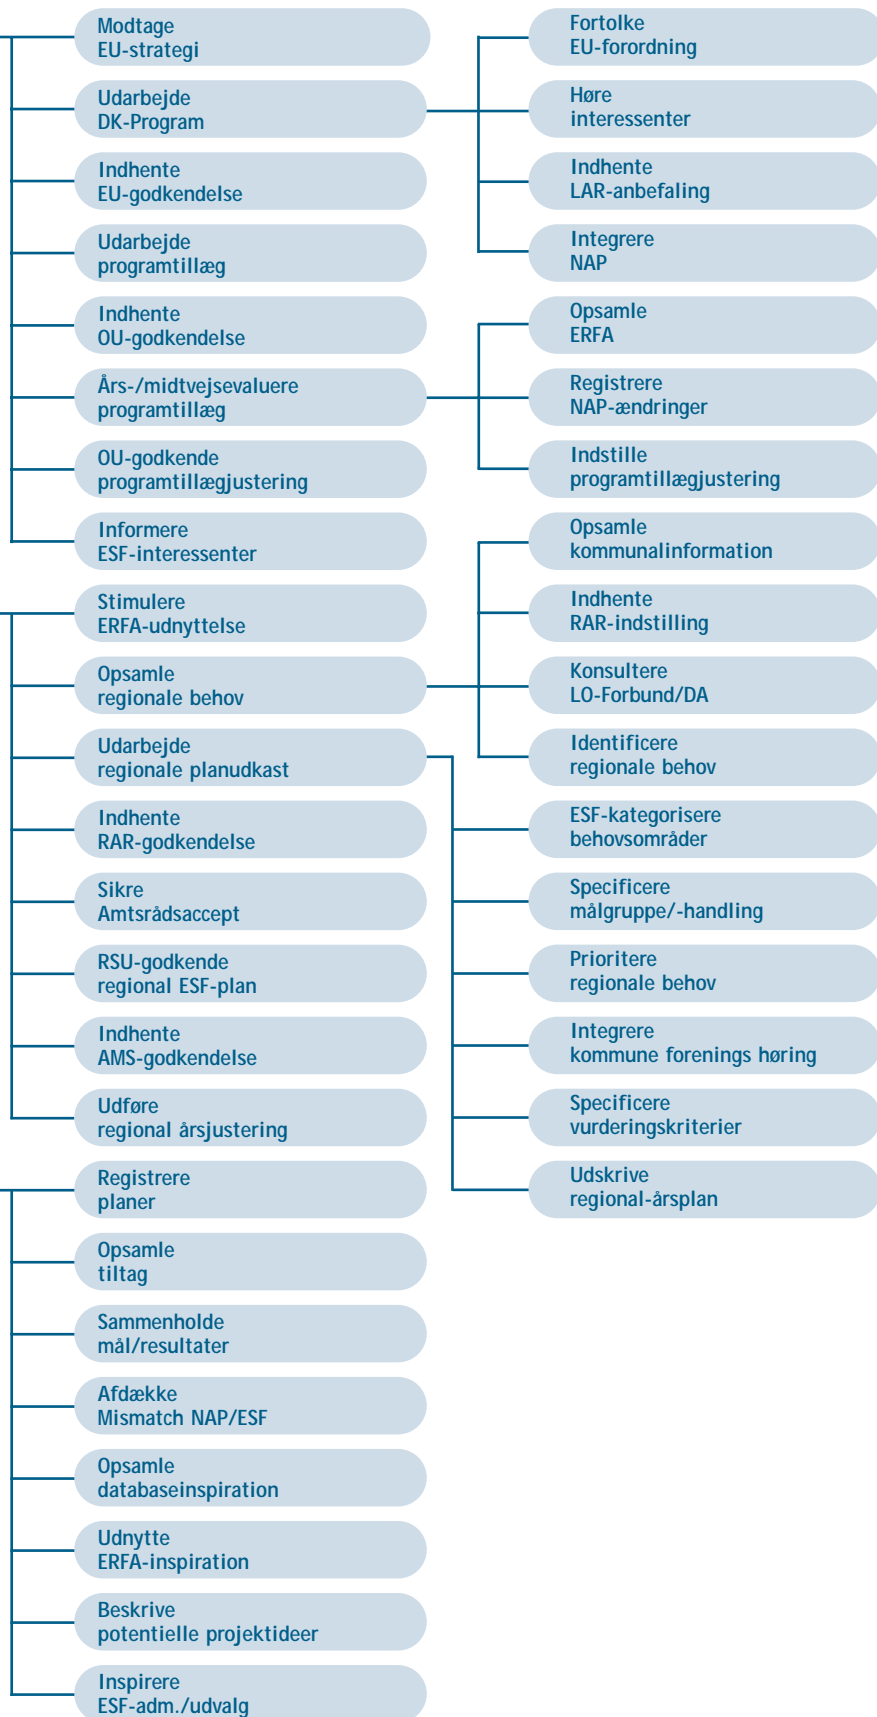 Modtage
EU-strategi
Udarbejde
DK-Program
Indhente
EU-godkendelse
Udarbejde
programtillæg
Indhente
OU-godkendelse
Års-/midtvejsevaluere
programtillæg
OU-godkende
programtillægjustering
Informere
ESF-interessenter
Stimulere
ERFA-udnyttelse
Opsamle
regionale behov
Udarbejde
regionale planudkast
Indhente
RAR-godkendelse
Sikre
Amtsrådsaccept
RSU-godkende
regional ESF-plan
Indhente
AMS-godkendelse
Udføre
regional årsjustering
Registrere
planer
Opsamle
tiltag
Sammenholde
mål/resultater
Afdække
Mismatch NAP/ESF
Opsamle
databaseinspiration
Udnytte
ERFA-inspiration
Beskrive
potentielle projektideer
Inspirere
ESF-adm./udvalg
Fortolke
EU-forordning
Høre
interessenter
Indhente
LAR-anbefaling
Integrere
NAP
Opsamle
ERFA
Registrere
NAP-ændringer
Indstille
programtillægjustering
Opsamle
kommunalinformation
Indhente
RAR-indstilling
Konsultere
LO-Forbund/DA
Identificere
regionale behov
ESF-kategorisere
behovsområder
Specificere
målgruppe/-handling
Prioritere
regionale behov
Integrere
kommune forenings høring
Specificere
vurderingskriterier
Udskrive
regional-årsplan